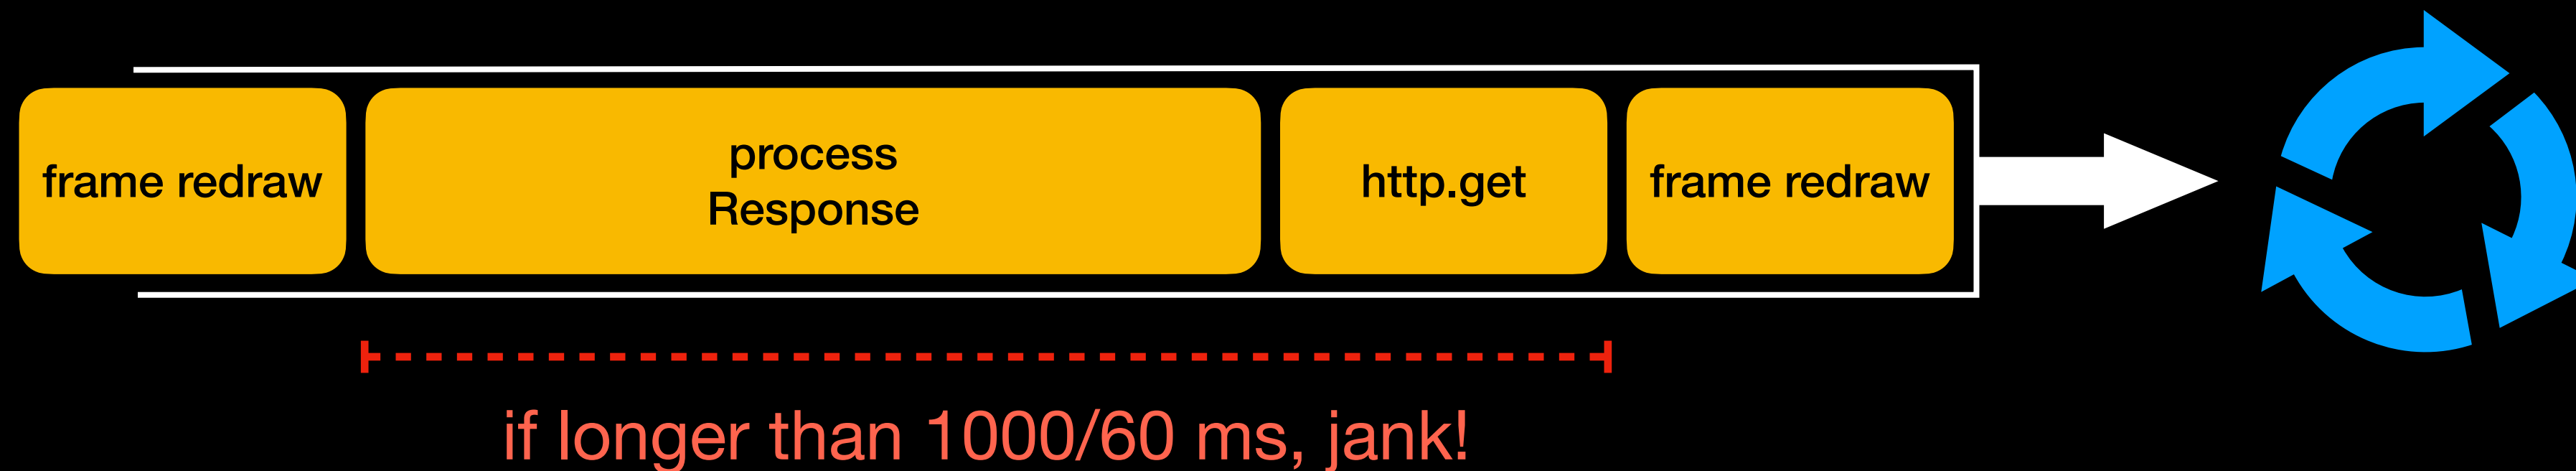 frame redraw
process
Response
http.get
frame redraw
if longer than 1000/60 ms, jank!